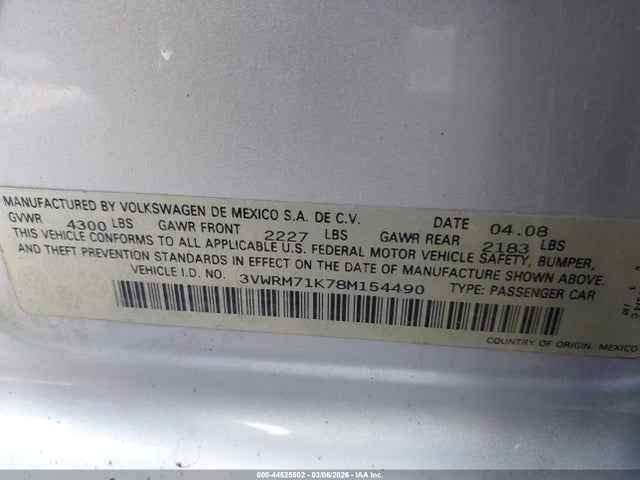 MANUFACTURED BY VOLKSWAGEN DE MEXICO S.A. DE C.V. DATE 04.08
GVWR 4300 LBS GAWR FRONT 2227 LBS GAWR REAR 2183 LBS
THIS VEHICLE CONFORMS TO ALL APPLICABLE U.S. FEDERAL MOTOR VEHICLE SAFETY, BUMPER,
AND THEFT PREVENTION STANDARDS IN EFFECT ON THE DATE OF MANUFACTURE SHOWN ABOVE.
VEHICLE I.D. NO. 3VWRM71K78M154490 TYPE: PASSENGER CAR
COUNTRY OF ORIGIN: MEXICO
000-44525502 - 03/06/2026 - IAAI Branches